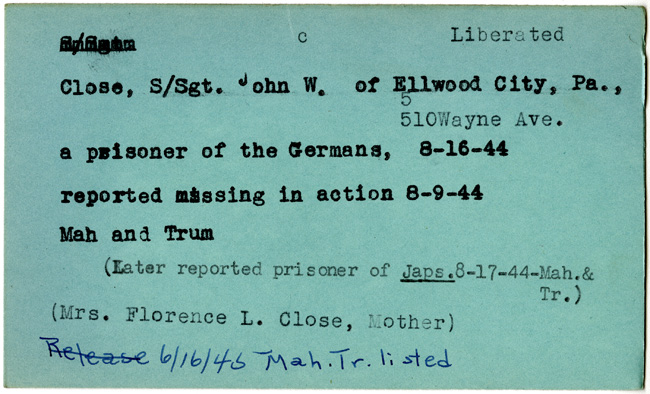 c Liberated
S/Sgt.
Close, S/Sgt. John W. of Ellwood City, Pa.,
5
510Wayne Ave.
a prisoner of the Germans, 8-16-44
reported missing in action 8-9-44
Mah and Trum
(Later reported prisoner of Japs.8-17-44-Mah.&
Tr.)
(Mrs. Florence L. Close, Mother)
Release 6/16/45 Mah.Tr. listed